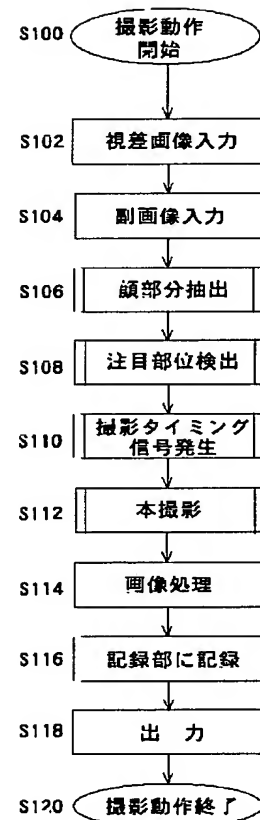 S100 撮影動作
開始
S102 視差画像入力
S104 副画像入力
S106 顔部分抽出
S108 注目部位検出
S110 撮影タイミング
信号発生
S112 本撮影
S114 画像処理
S116 記録部に記録
S118 出 力
S120 撮影動作終了